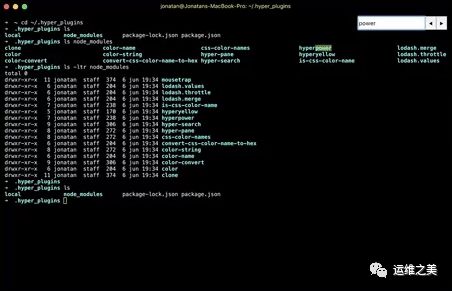 jonatan@Jonatans-MacBook-Pro: ~/.hyper_plugins
power
➜ ~ cd ~/.hyper_plugins
➜ .hyper_plugins ls
local node_modules package-lock.json package.json
➜ .hyper_plugins ls node_modules
clone color-name css-color-names hyperpower lodash.merge
color color-string hyper-pane hyperyellow lodash.throttle
color-convert convert-css-color-name-to-hex hyper-search is-css-color-name lodash.values
➜ .hyper_plugins ls -ltr node_modules
total 0
drwxr-xr-x 11 jonatan staff 374 6 jun 19:34 mousetrap
drwxr-xr-x 6 jonatan staff 204 6 jun 19:34 lodash.values
drwxr-xr-x 6 jonatan staff 204 6 jun 19:34 lodash.throttle
drwxr-xr-x 6 jonatan staff 204 6 jun 19:34 lodash.merge
drwxr-xr-x 7 jonatan staff 238 6 jun 19:34 is-css-color-name
drwxr-xr-x 5 jonatan staff 170 6 jun 19:34 hyperyellow
drwxr-xr-x 7 jonatan staff 238 6 jun 19:34 hyperpower
drwxr-xr-x 9 jonatan staff 306 6 jun 19:34 hyper-search
drwxr-xr-x 8 jonatan staff 272 6 jun 19:34 hyper-pane
drwxr-xr-x 8 jonatan staff 272 6 jun 19:34 css-color-names
drwxr-xr-x 6 jonatan staff 204 6 jun 19:34 convert-css-color-name-to-hex
drwxr-xr-x 8 jonatan staff 272 6 jun 19:34 color-string
drwxr-xr-x 6 jonatan staff 204 6 jun 19:34 color-name
drwxr-xr-x 9 jonatan staff 306 6 jun 19:34 color-convert
drwxr-xr-x 6 jonatan staff 204 6 jun 19:34 color
drwxr-xr-x 11 jonatan staff 374 6 jun 19:34 clone
➜ .hyper_plugins
➜ .hyper_plugins ls
local node_modules package-lock.json package.json
➜ .hyper_plugins
运维之美